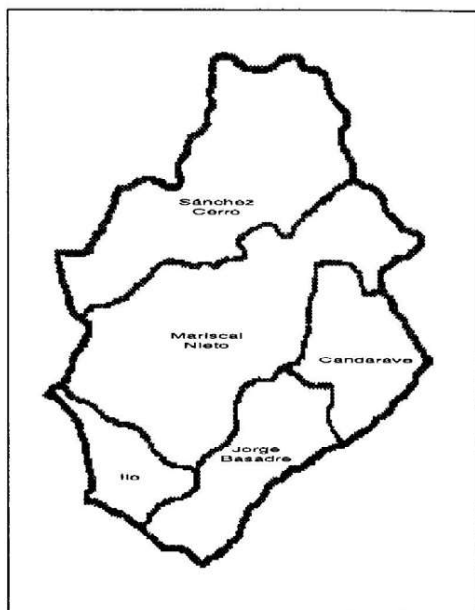 Sánchez
Cerro
Mariscal
Nieto
Candarave
Jorge
Basadre
Ilo